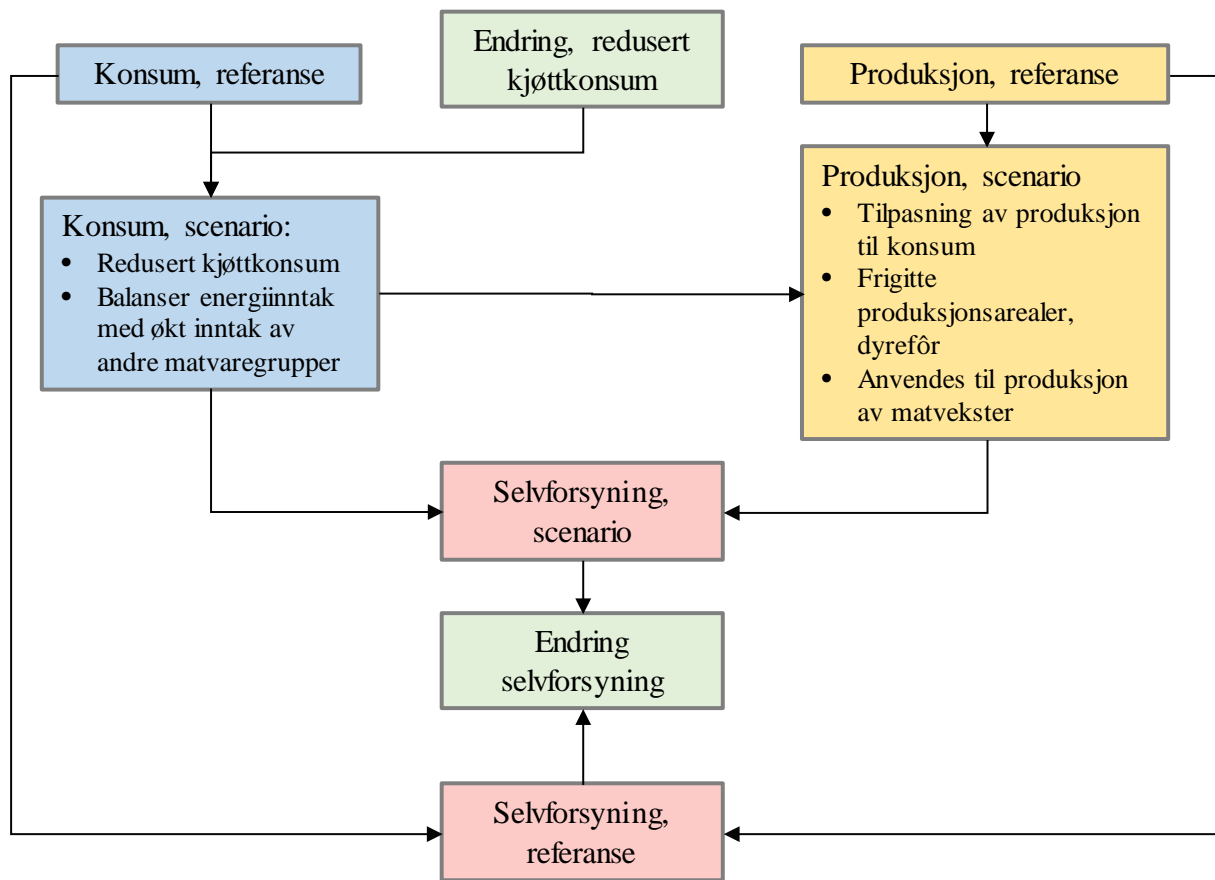 Endring, redusert
kjøttkonsum
Konsum, referanse
Produksjon, referanse
Konsum, scenario:
• Redusert kjøttkonsum
• Balanser energiinntak
med økt inntak av
andre matvaregrupper
Produksjon, scenario
• Tilpasning av produksjon
til konsum
• Frigitte
produksjonsarealer,
dyrefôr
• Anvendes til produksjon
av matvekster
Selvforsyning,
scenario
Endring
selvforsyning
Selvforsyning,
referanse